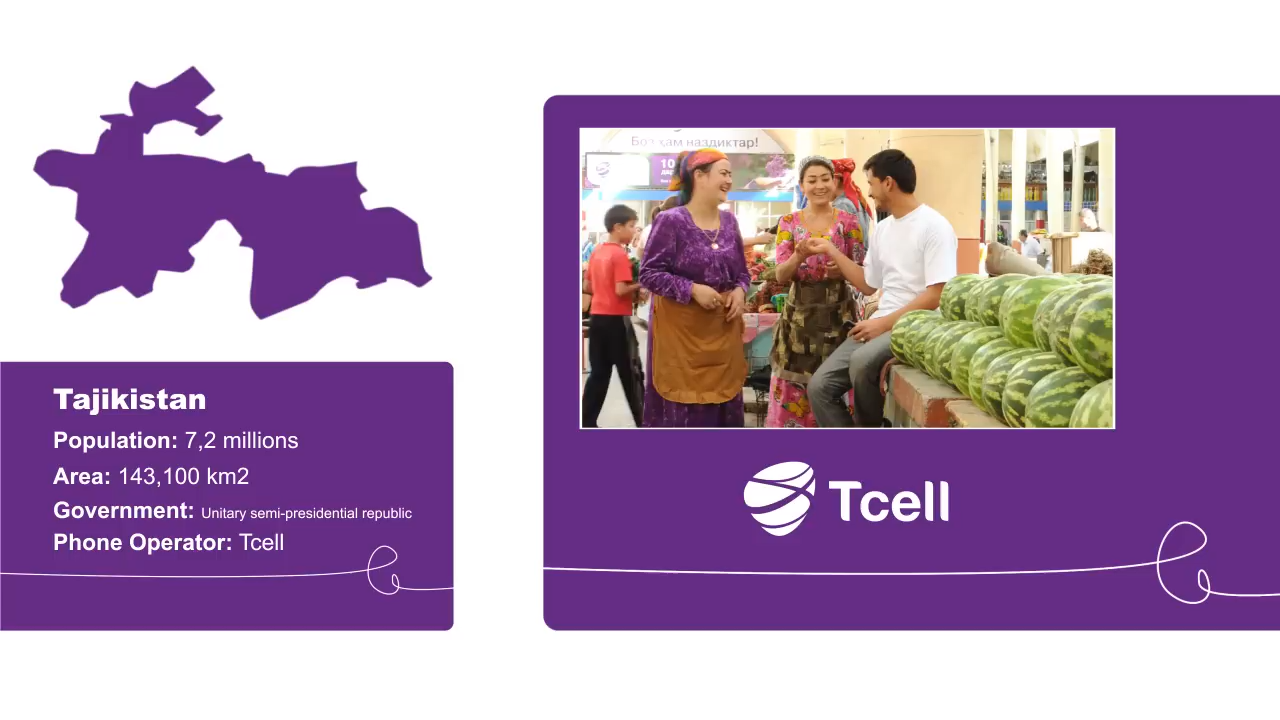 Tajikistan
Population: 7,2 millions
Area: 143,100 km2
Government: Unitary semi-presidential republic
Phone Operator: Tcell
Боз ҳам наздиктар!
10
Tcell